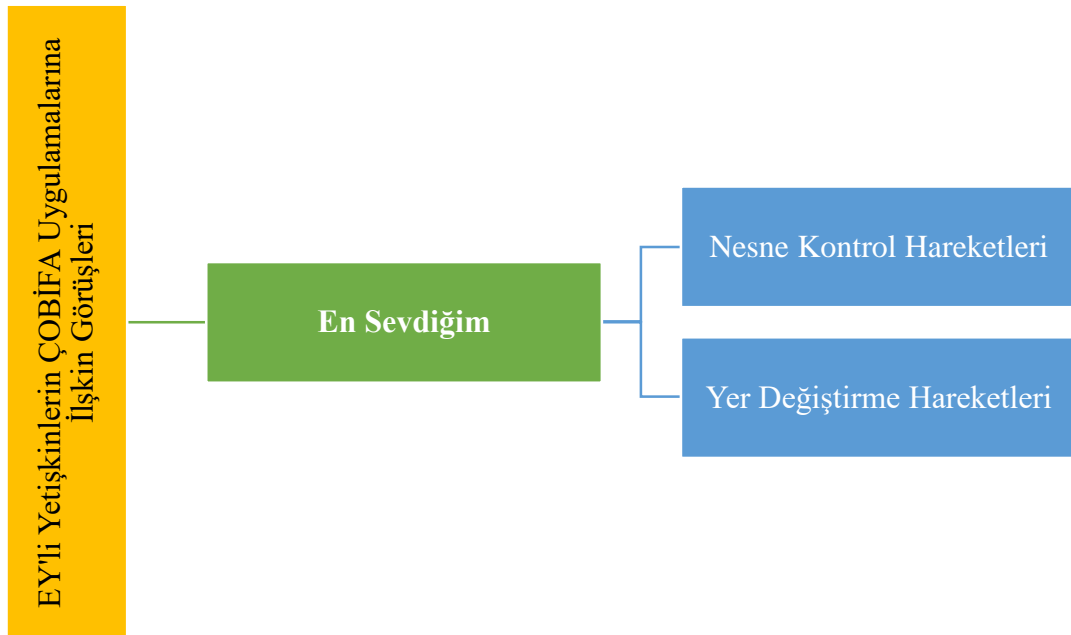 EY'li Yetişkinlerin ÇOBİFA Uygulamalarına
İlişkin Görüşleri
En Sevdiğim
Nesne Kontrol Hareketleri
Yer Değiştirme Hareketleri